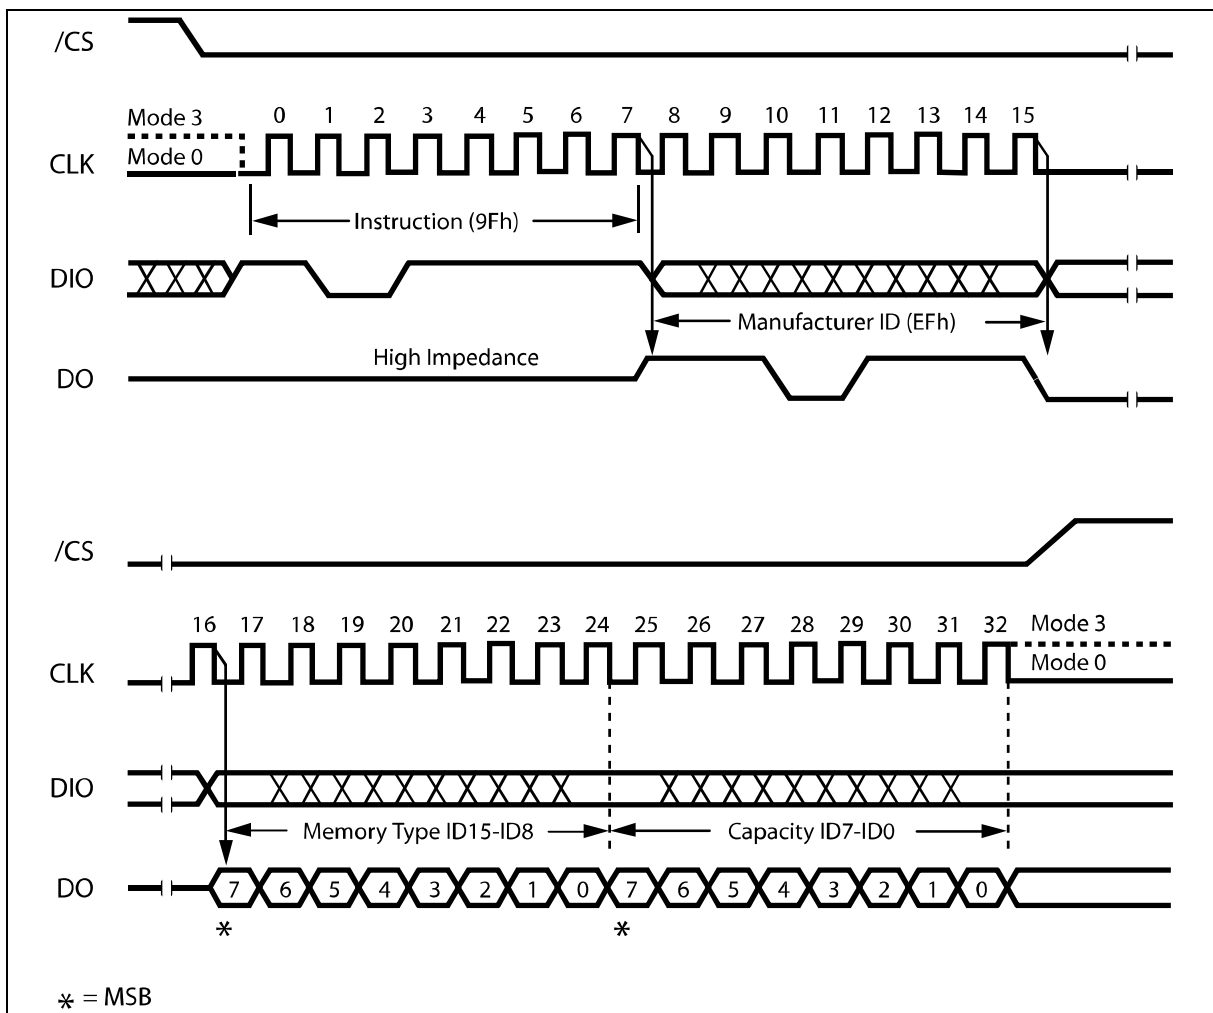 /CS
Mode 3
0 1 2 3 4 5 6 7 8 9 10 11 12 13 14 15
CLK
Mode 0
Instruction (9Fh)
DIO
Manufacturer ID (EFh)
High Impedance
DO
/CS
16 17 18 19 20 21 22 23 24 25 26 27 28 29 30 31 32
Mode 3
CLK
Mode 0
DIO
Memory Type ID15-ID8
Capacity ID7-ID0
DO
7 6 5 4 3 2 1 0 7 6 5 4 3 2 1 0
* *
* = MSB